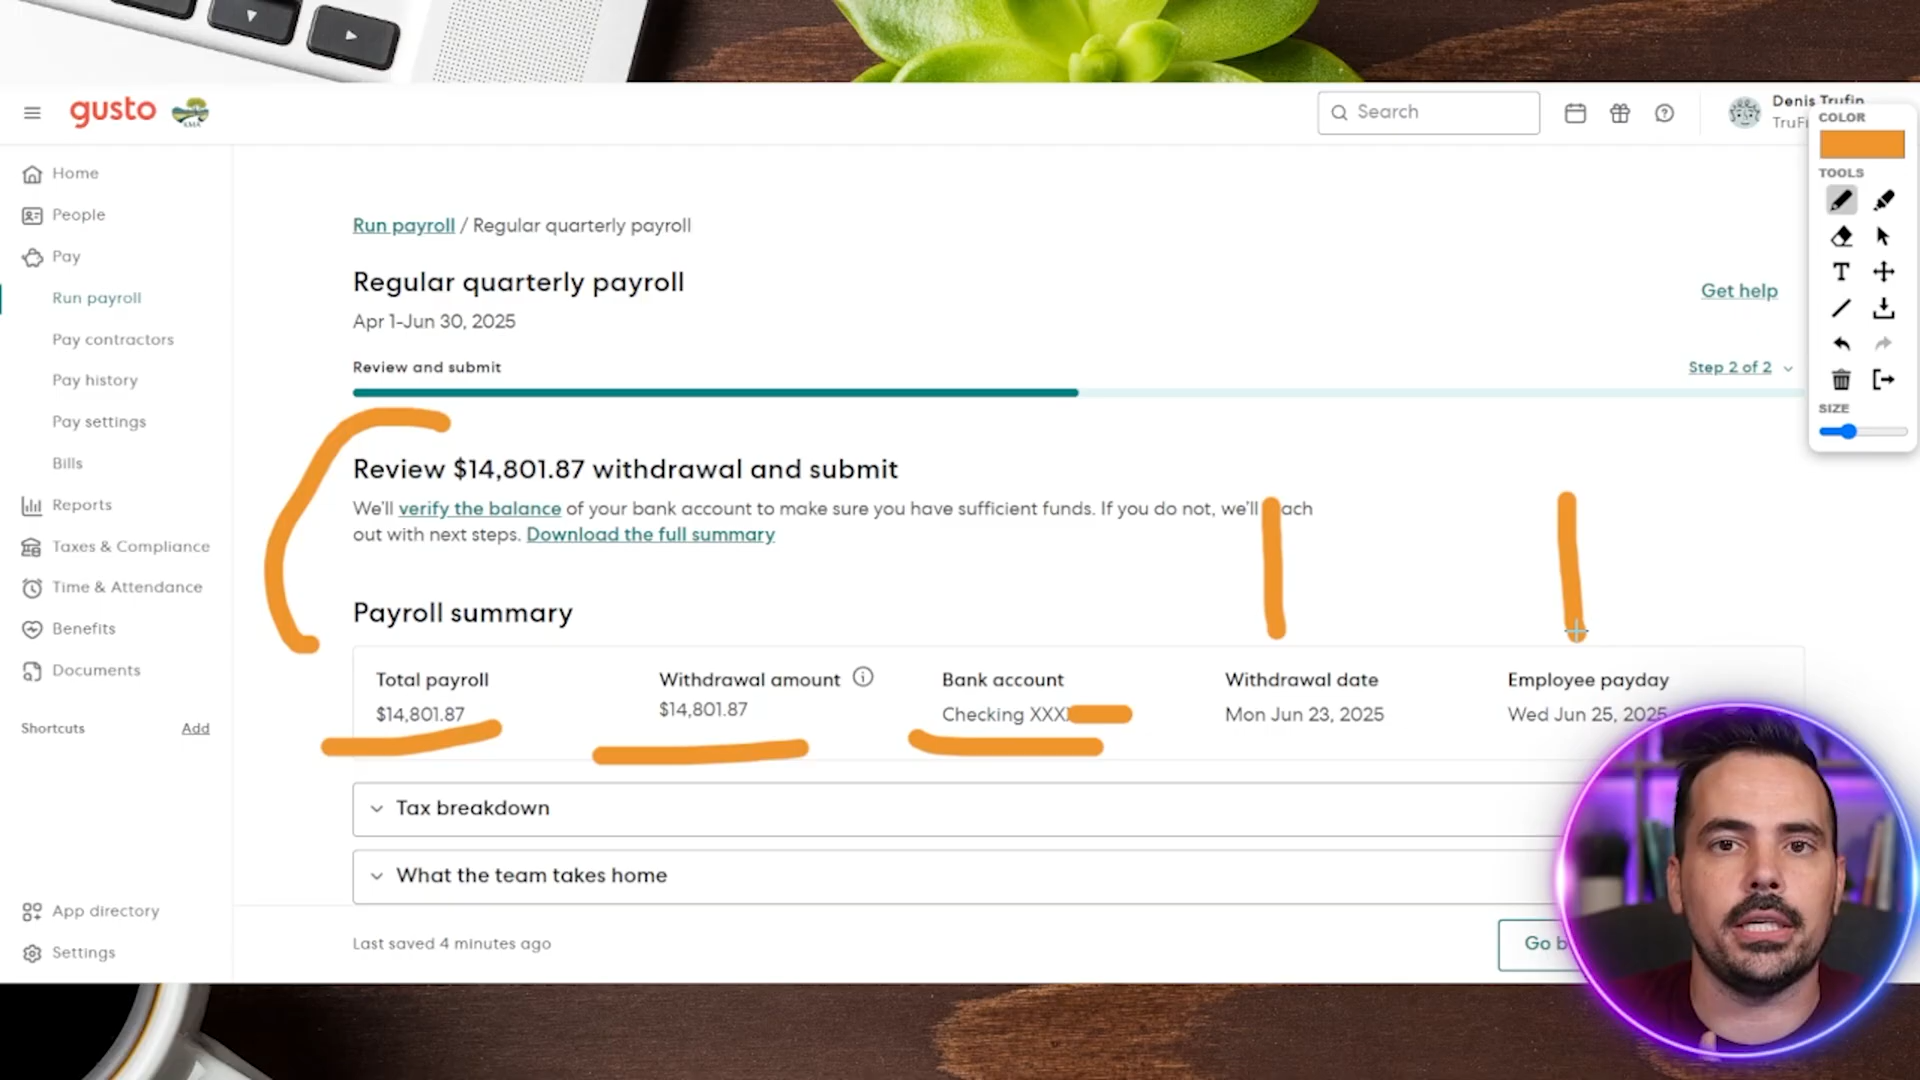 gusto
Search
Denis Trufin
COLOR
TOOLS
T
SIZE
Home
People
Pay
Run payroll
Pay contractors
Pay history
Pay settings
Bills
Reports
Taxes & Compliance
Time & Attendance
Benefits
Documents
Shortcuts Add
App directory
Settings
Run payroll / Regular quarterly payroll
Regular quarterly payroll
Get help
Apr 1-Jun 30, 2025
Review and submit
Step 2 of 2
Review $14,801.87 withdrawal and submit
We'll verify the balance of your bank account to make sure you have sufficient funds. If you do not, we'll
out with next steps. Download the full summary
Payroll summary
Total payroll
$14,801.87
Withdrawal amount
$14,801.87
Bank account
Checking
Withdrawal date
Mon Jun 23, 2025
Employee payday
Wed Jun 25, 2025
Tax breakdown
What the team takes home
Last saved 4 minutes ago
Go